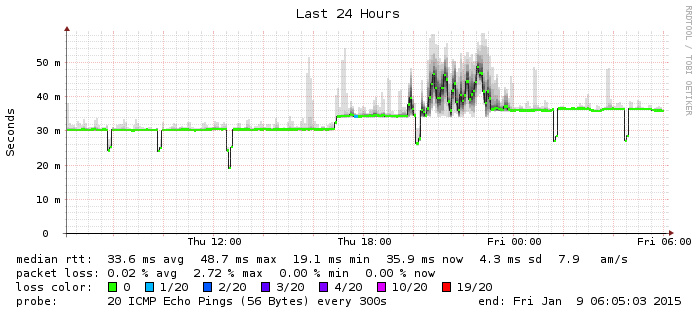 Last 24 Hours
RRDTOOL / TOBI OETIKER
Seconds
50 m
40 m
30 m
20 m
10 m
0
Thu 12:00 Thu 18:00 Fri 00:00 Fri 06:00
median rtt: 33.6 ms avg 48.7 ms max 19.1 ms min 35.9 ms now 4.3 ms sd 7.9 am/s
packet loss: 0.02 % avg 2.72 % max 0.00 % min 0.00 % now
loss color: 0 1/20 2/20 3/20 4/20 10/20 19/20
probe: 20 ICMP Echo Pings (56 Bytes) every 300s end: Fri Jan 9 06:05:03 2015